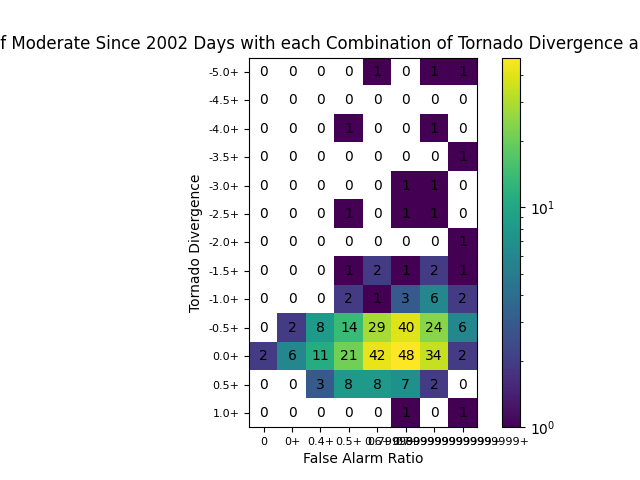 f Moderate Since 2002 Days with each Combination of Tornado Divergence a
-5.0+ 0 0 0 0 1 0 1 1
-4.5+ 0 0 0 0 0 0 0 0
-4.0+ 0 0 0 1 0 0 1 0
-3.5+ 0 0 0 0 0 0 0 1
-3.0+ 0 0 0 0 0 1 1 0
-2.5+ 0 0 0 1 0 1 1 0
-2.0+ 0 0 0 0 0 0 0 1
-1.5+ 0 0 0 1 2 1 2 1
-1.0+ 0 0 0 2 1 3 6 2
-0.5+ 0 2 8 14 29 40 24 6
0.0+ 2 6 11 21 42 48 34 2
0.5+ 0 0 3 8 8 7 2 0
1.0+ 0 0 0 0 0 1 0 1
0 0+ 0.4+ 0.5+
False Alarm Ratio
Tornado Divergence
10¹
10⁰